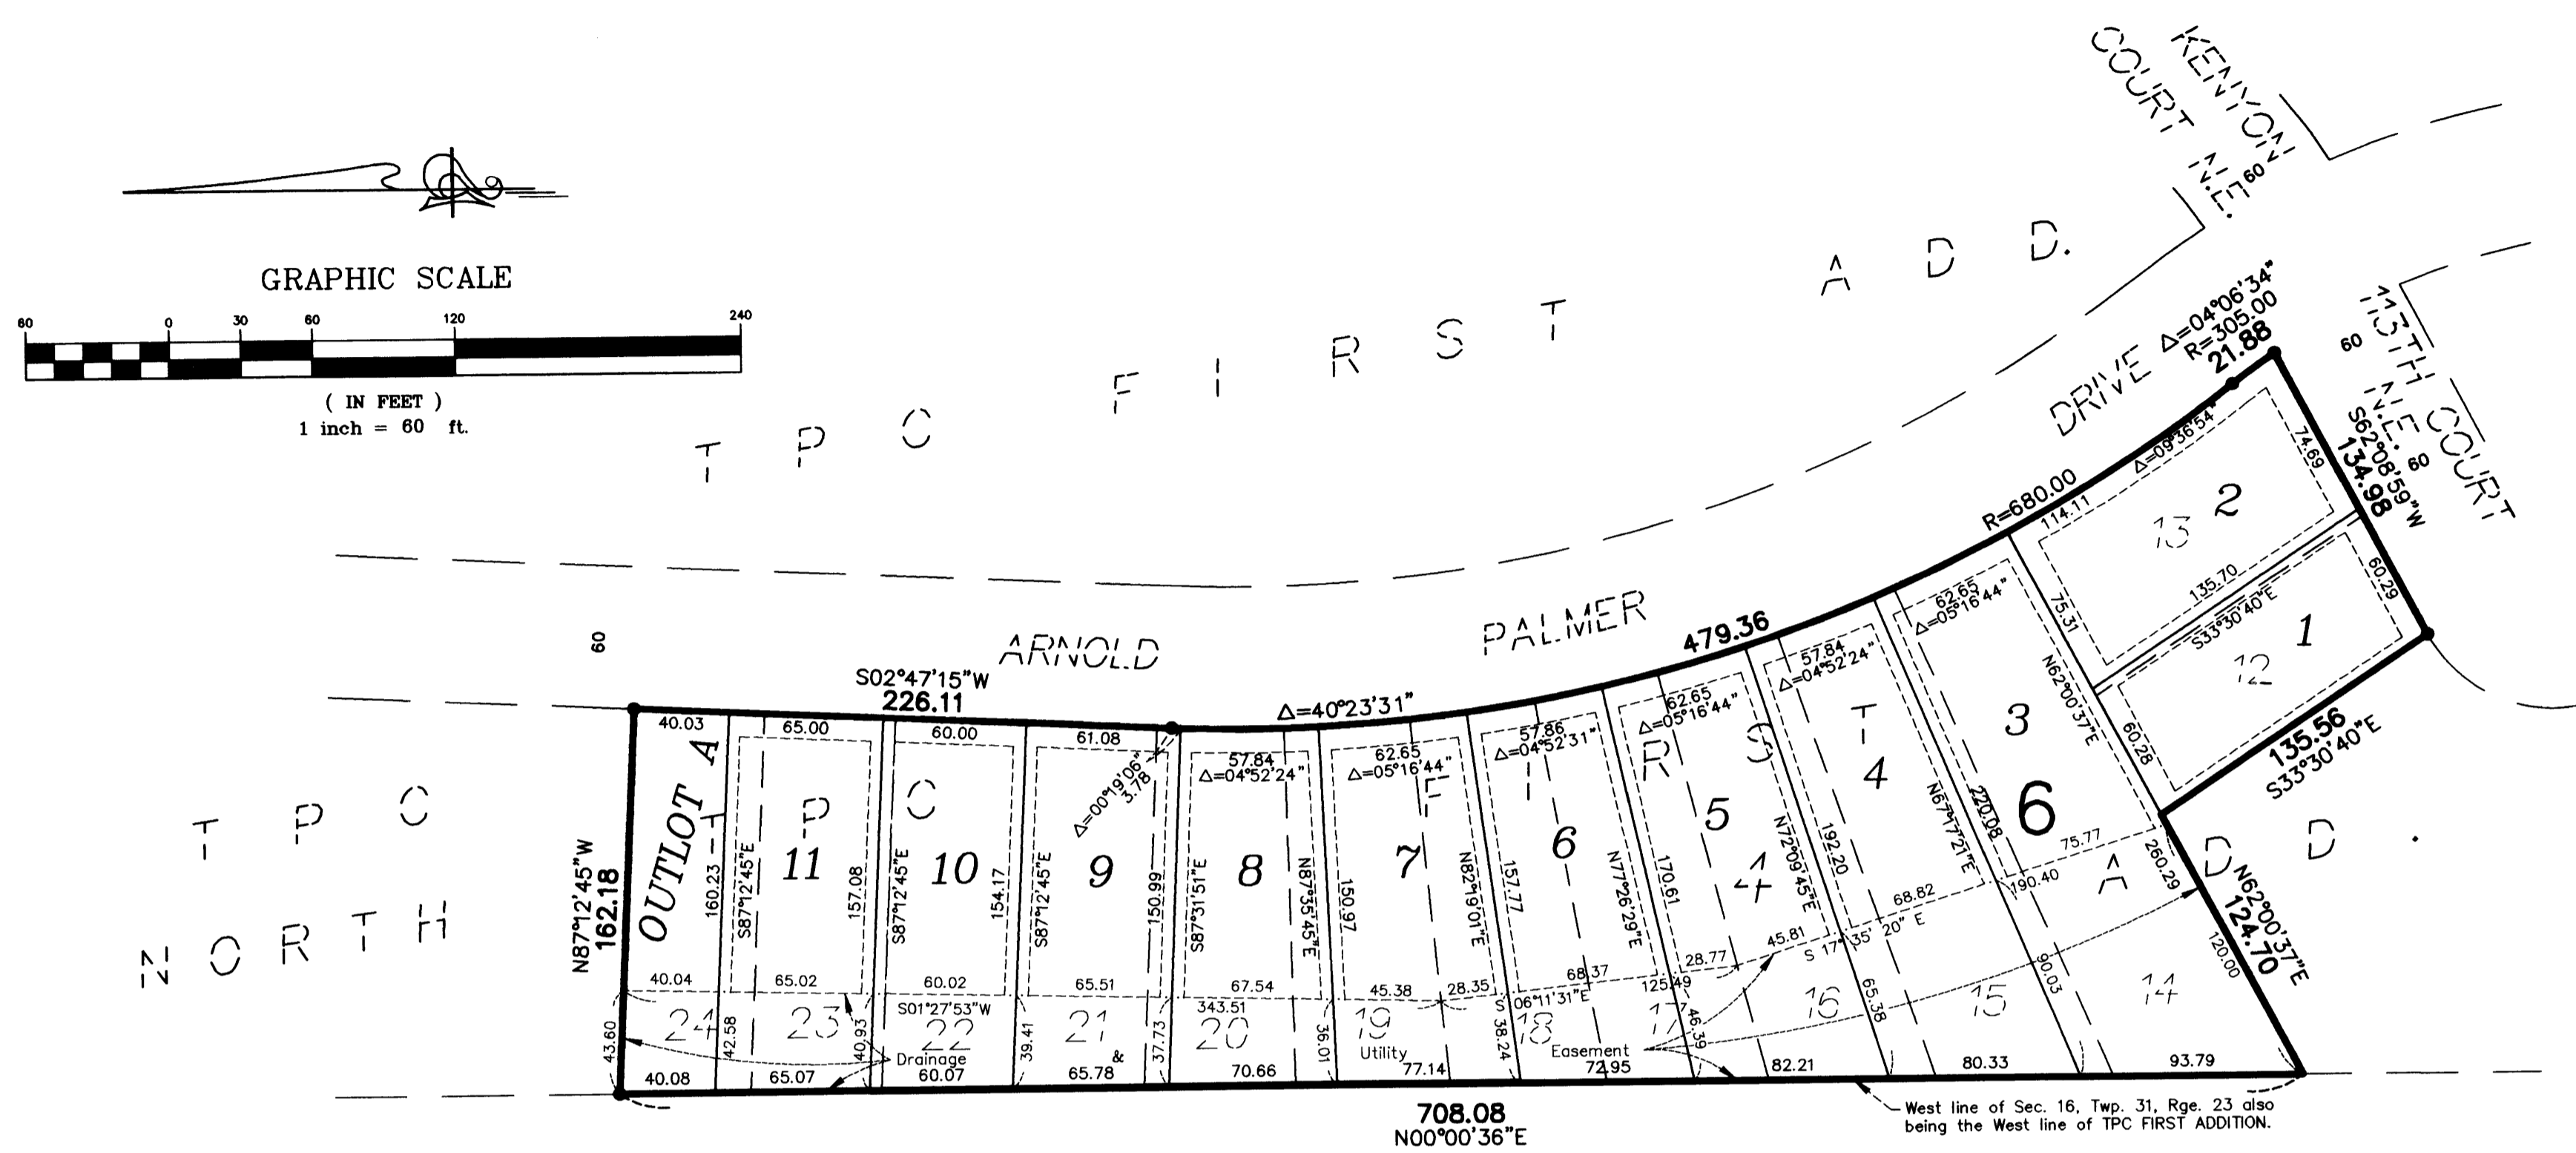 GRAPHIC SCALE
60 0 30 60 120 240
( IN FEET )
1 inch = 60 ft.
KENYON
COURT N.E.
60
T P C F I R S T A D D.
113TH COURT
N.E.
60
60
ARNOLD PALMER DRIVE
60
Δ=04°06'34"
R=305.00
21.88
S62°08'59"W
134.98
R=680.00
479.36
Δ=40°23'31"
S02°47'15"W
226.11
N87°12'45"W
162.18
T P C
NORTH
135.56
S33°30'40"E
N62°00'37"E
124.70
708.08
N00°00'36"E
West line of Sec. 16, Twp. 31, Rge. 23 also
being the West line of TPC FIRST ADDITION.
T P C F I R S T A D D .
OUTLOT A
40.03
160.23
40.04
43.60
24
42.58
40.08
11
65.00
S87°12'45"E
157.08
65.02
23
40.93
65.07
10
60.00
S87°12'45"E
154.17
60.02
S01°27'53"W
22
39.41
60.07
9
61.08
Δ=00°19'06"
3.78
S87°12'45"E
150.99
65.51
21
37.73
65.78
8
57.84
Δ=04°52'24"
S87°31'51"E
N87°35'45"E
67.54
343.51
20
36.01
70.66
7
62.65
Δ=05°16'44"
150.97
N82°19'01"E
45.38
28.35
19
38.24
77.14
6
57.86
Δ=04°52'31"
157.77
N77°26'29"E
68.37
S 06°11'31"E
125.49
18
46.39
72.95
5
62.65
Δ=05°16'44"
170.61
N72°09'45"E
28.77
45.81
4
17
65.38
82.21
4
57.84
Δ=04°52'24"
192.20
N67°17'21"E
68.82
S 17° 35' 20" E
16
90.03
80.33
3
6
62.65
Δ=05°16'44"
220.08
N62°00'37"E
75.77
190.40
260.29
15
120.00
14
93.79
2
13
114.11
Δ=09°36'54"
74.69
75.31
135.70
S33°30'40"E
1
12
60.29
60.28
Drainage & Utility Easement